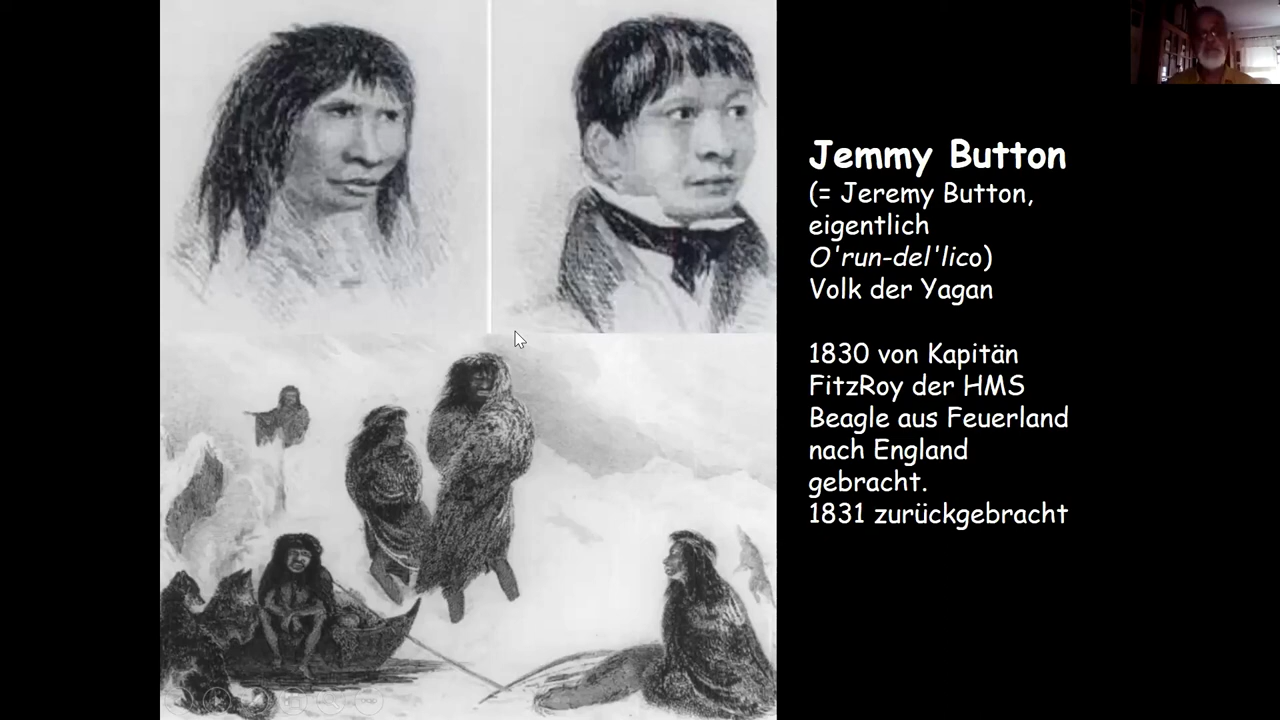 Jemmy Button
(= Jeremy Button,
eigentlich
O'run-del'lico)
Volk der Yagan
1830 von Kapitän
FitzRoy der HMS
Beagle aus Feuerland
nach England
gebracht.
1831 zurückgebracht